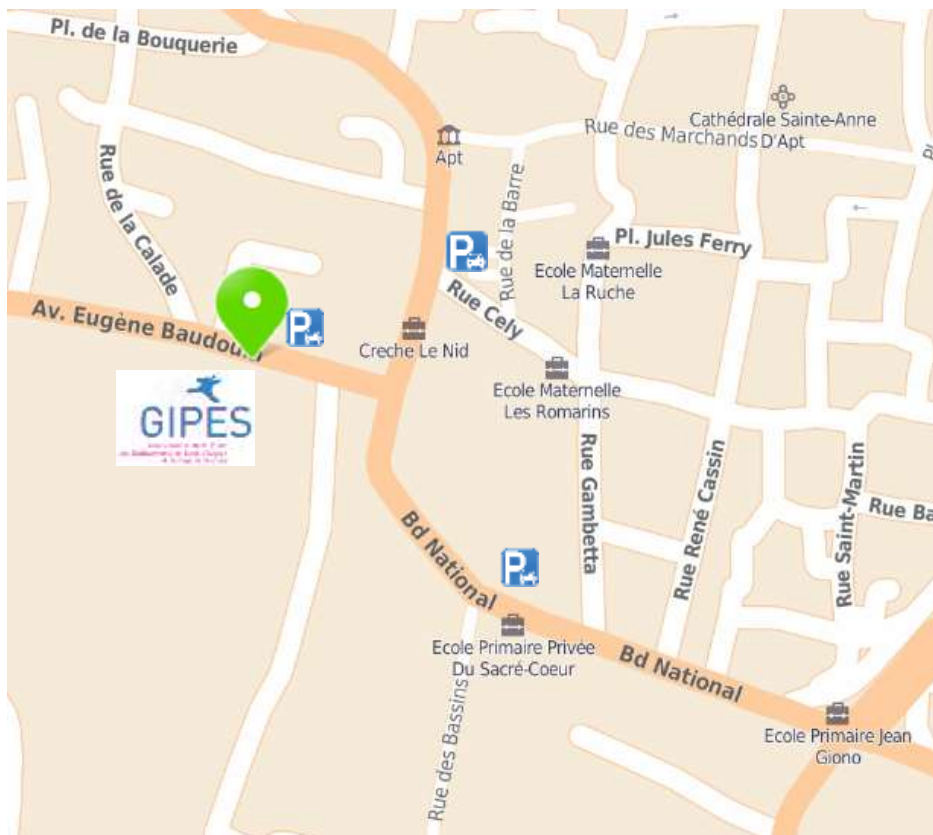 Pl. de la Bouquerie
Cathédrale Sainte-Anne
D'Apt
Rue des Marchands
Apt
Rue de la Calade
Rue de la Barre
Pl. Jules Ferry
Ecole Maternelle
La Ruche
P
Rue Cely
Av. Eugène
P
Creche Le Nid
Ecole Maternelle
Les Romarins
GIPES
Rue Gambetta
Rue René Cassin
Rue Saint-Martin
Rue Ba
Bd National
P
Ecole Primaire Privée
Du Sacré-Coeur
Bd National
Rue des Bassins
Ecole Primaire Jean
Giono